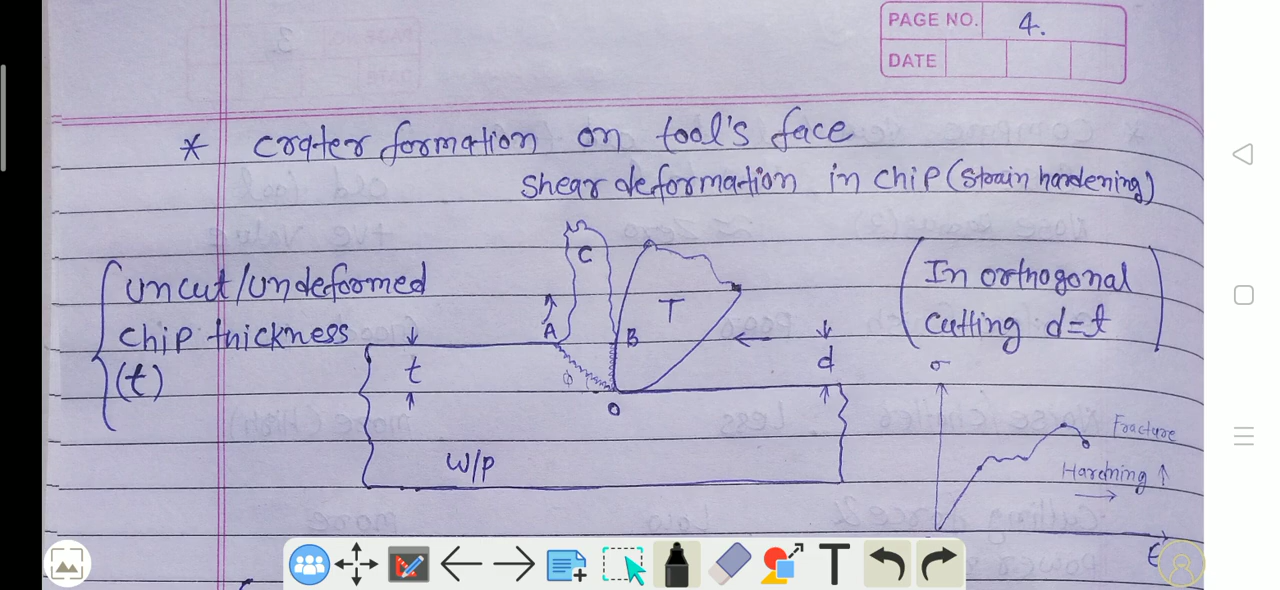 PAGE NO. 4.
DATE
* crater formation on tool's face
shear deformation in chip (strain hardening)
uncut/undeformed
chip thickness
(t)
(In orthogonal
cutting d=t)
C
T
A
B
t
d
ϕ
O
W/P
σ
Fracture
Hardning ↑
ε
T